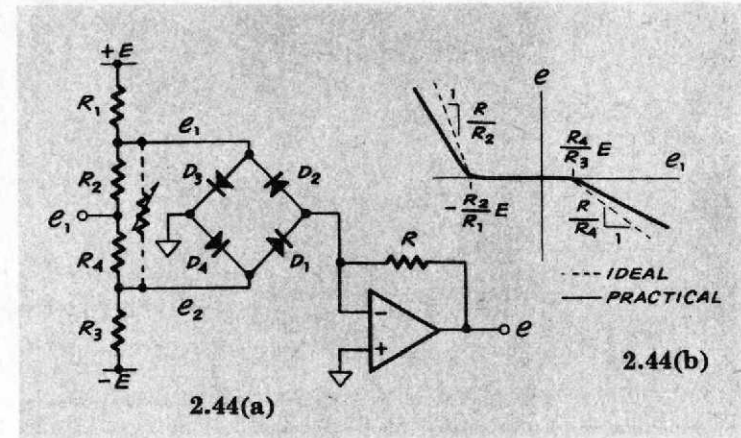 +E
R₁
e₁
R₂
D₃
D₂
e₁
R₄
D₄
D₁
R
e₂
R₃
-
+
e
-E
2.44(a)
e
1
R/R₂
R₄/R₃ E
e₁
-R₂/R₁ E
R/R₄
1
---- IDEAL
— PRACTICAL
2.44(b)